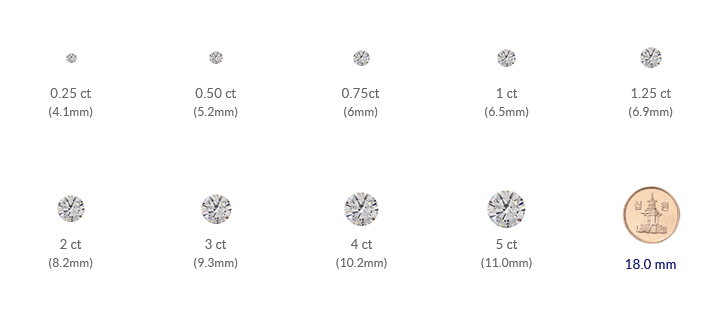 0.25 ct
(4.1mm)
0.50 ct
(5.2mm)
0.75ct
(6mm)
1 ct
(6.5mm)
1.25 ct
(6.9mm)
2 ct
(8.2mm)
3 ct
(9.3mm)
4 ct
(10.2mm)
5 ct
(11.0mm)
십 원
18.0 mm